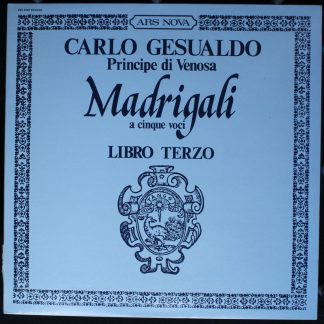 ARS NOVA
CARLO GESUALDO
Principe di Venosa
Madrigali
a cinque voci
LIBRO TERZO